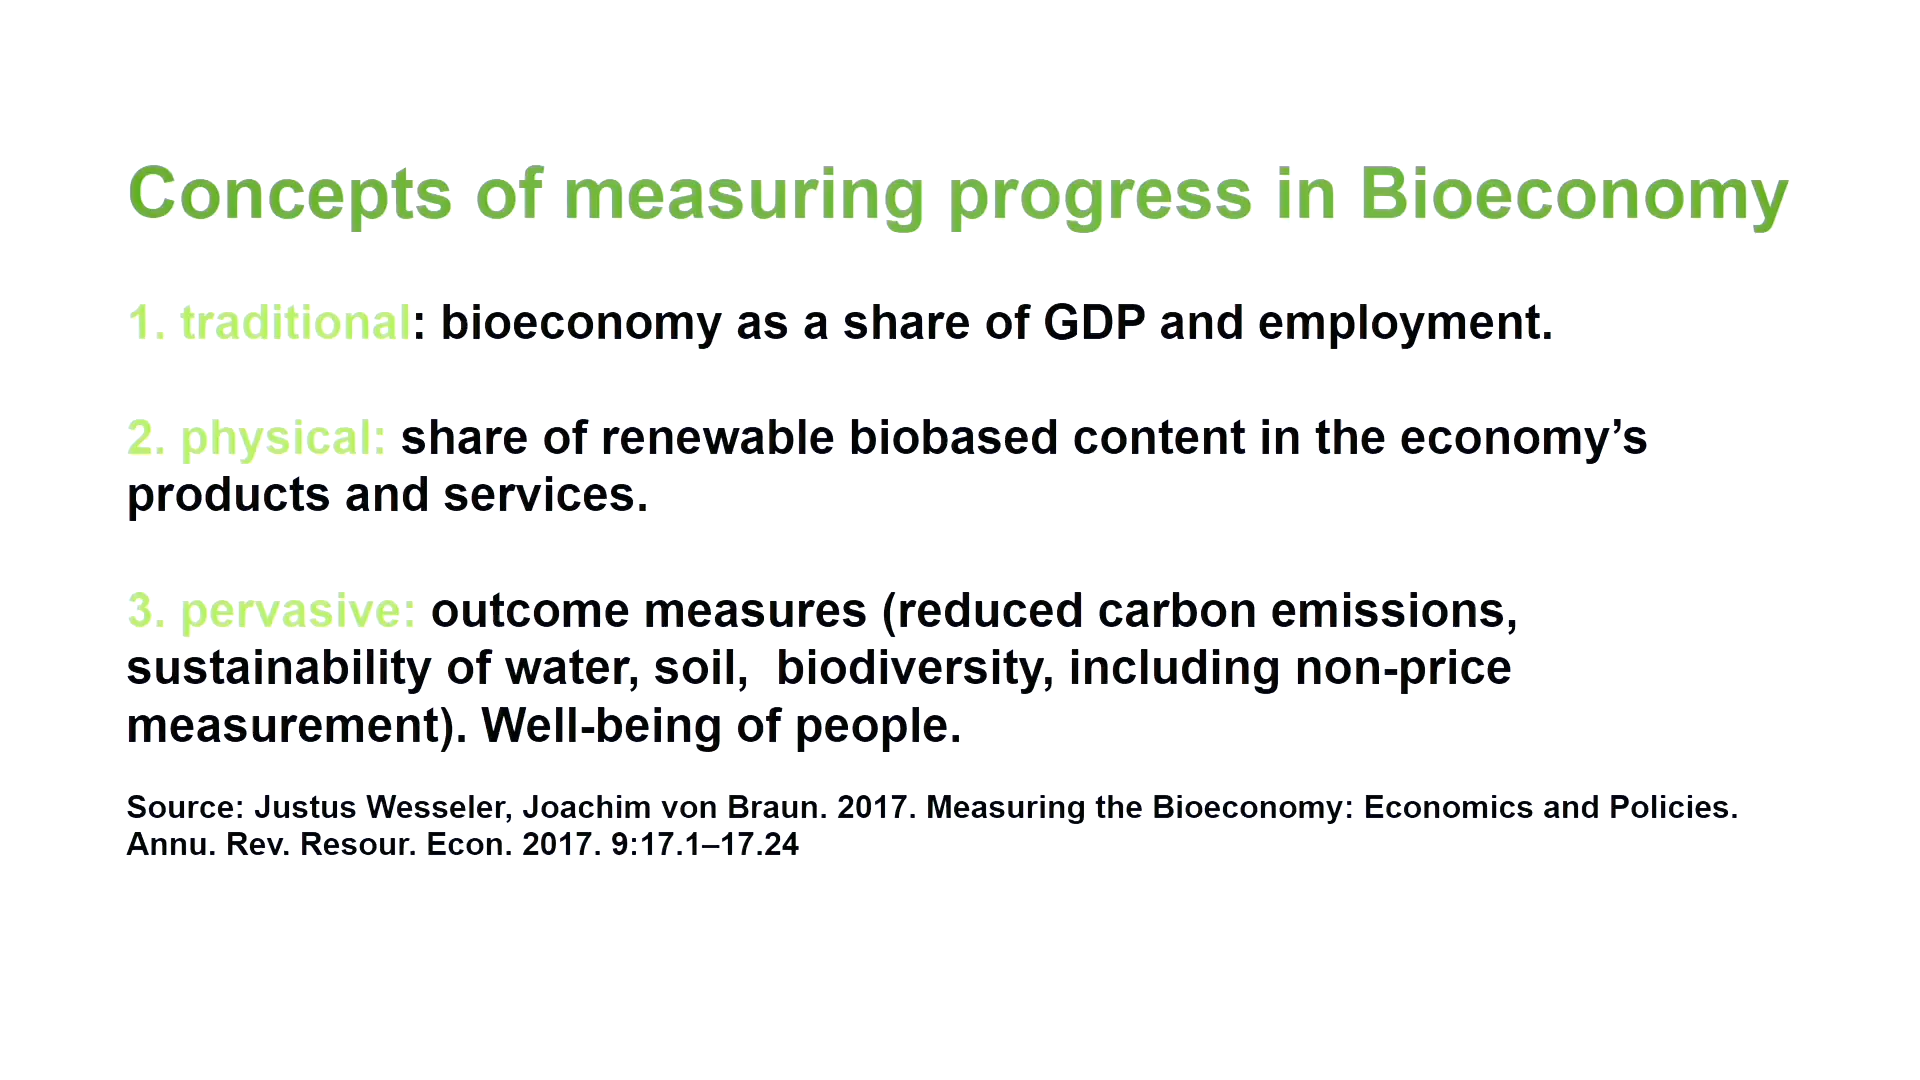 Concepts of measuring progress in Bioeconomy
1. traditional: bioeconomy as a share of GDP and employment.
2. physical: share of renewable biobased content in the economy’s
products and services.
3. pervasive: outcome measures (reduced carbon emissions,
sustainability of water, soil,  biodiversity, including non-price
measurement). Well-being of people.
Source: Justus Wesseler, Joachim von Braun. 2017. Measuring the Bioeconomy: Economics and Policies.
Annu. Rev. Resour. Econ. 2017. 9:17.1–17.24